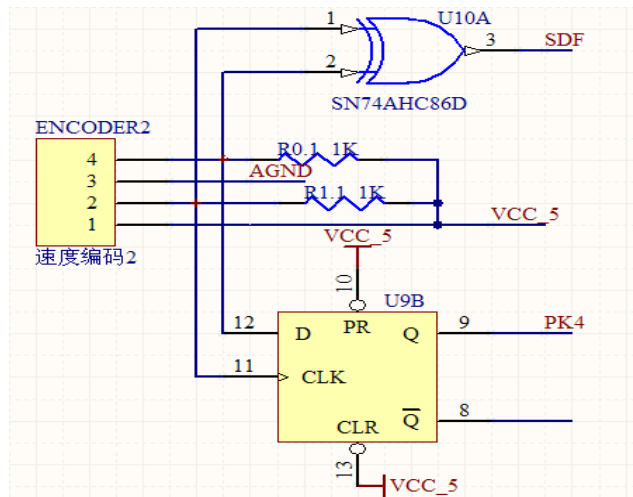 U10A
1
3
SDF
2
SN74AHC86D
ENCODER2
4
R0.1 1K
3
AGND
2
R1.1 1K
1
VCC_5
速度编码2
VCC_5
10
U9B
12
D
PR
Q
9
PK4
11
CLK
CLR
Q
8
13
VCC_5